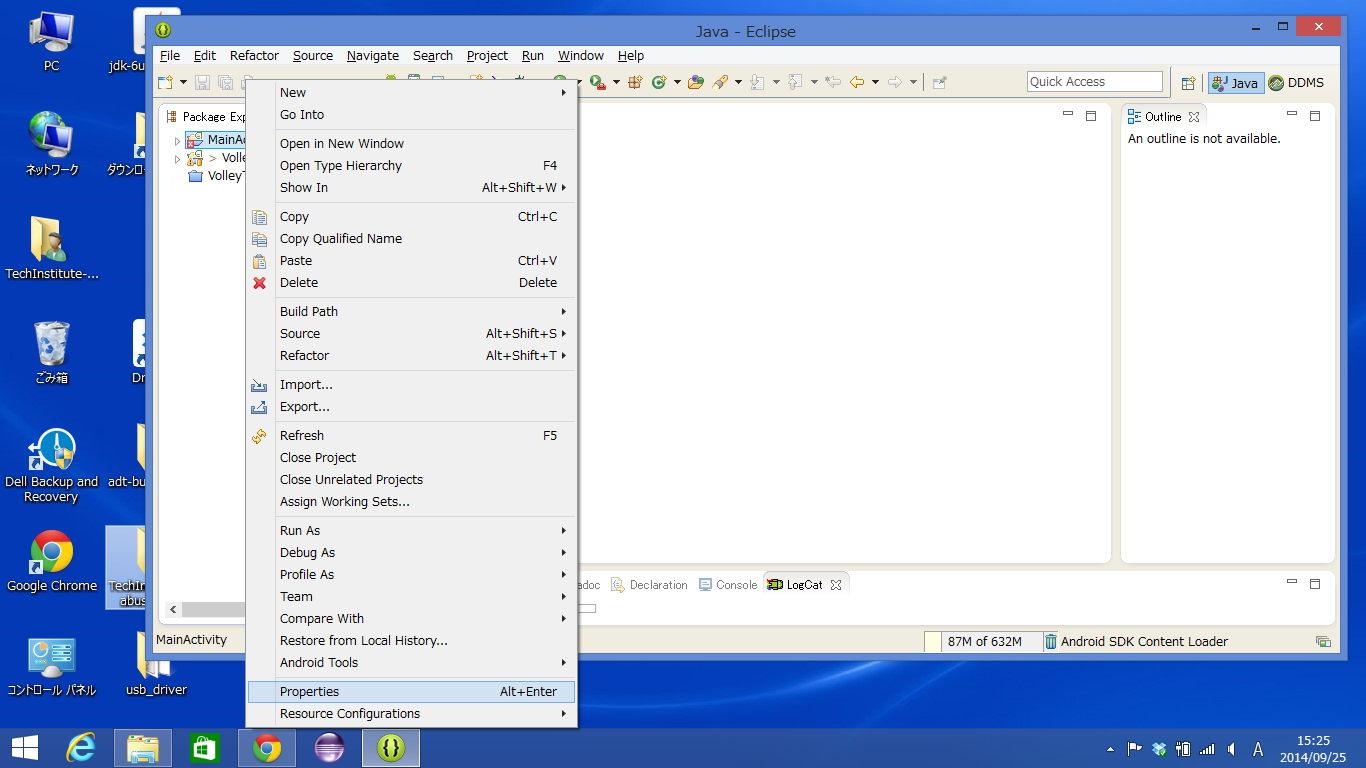 Java - Eclipse
File Edit Refactor Source Navigate Search Project Run Window Help
Quick Access
Java
DDMS
Package Exp
MainAc
> Volle
VolleyT
New
Go Into
Open in New Window
Open Type Hierarchy F4
Show In Alt+Shift+W
Copy Ctrl+C
Copy Qualified Name
Paste Ctrl+V
Delete Delete
Build Path
Source Alt+Shift+S
Refactor Alt+Shift+T
Import...
Export...
Refresh F5
Close Project
Close Unrelated Projects
Assign Working Sets...
Run As
Debug As
Profile As
Team
Compare With
Restore from Local History...
Android Tools
Properties Alt+Enter
Resource Configurations
Outline
An outline is not available.
adoc Declaration Console LogCat
MainActivity
87M of 632M
Android SDK Content Loader
PC
jdk-6u
ネットワーク
ダウンロー
TechInstitute-...
ごみ箱
Dr
Dell Backup and
Recovery
adt-bu
Google Chrome
TechIn
abus
コントロール パネル
usb_driver
A
15:25
2014/09/25